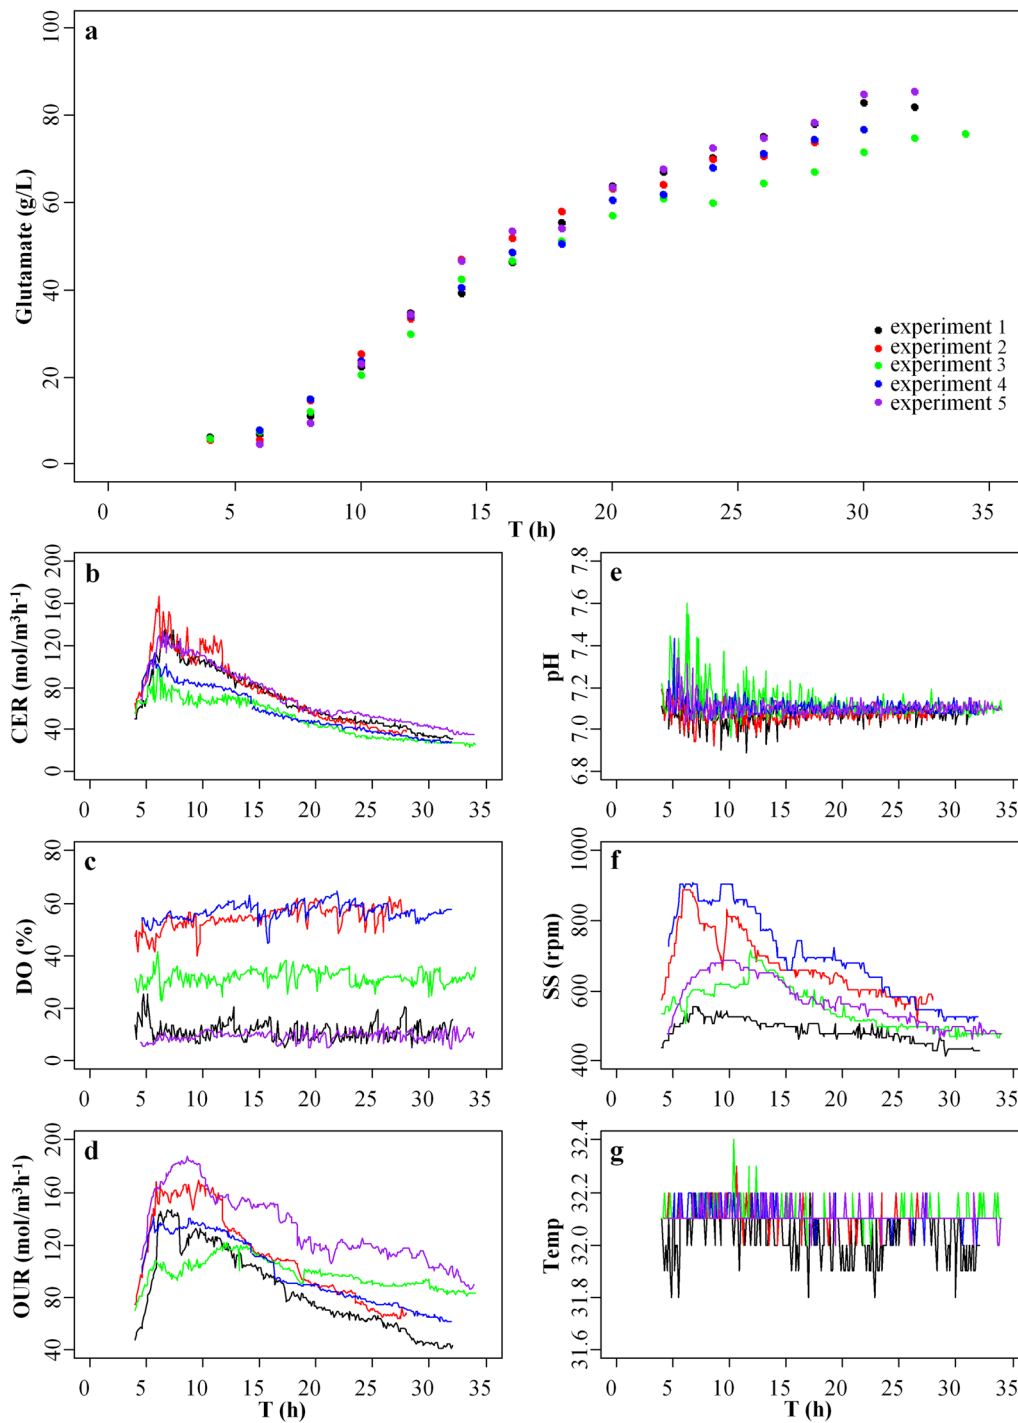 a
Glutamate (g/L)
100
80
60
40
20
0
experiment 1
experiment 2
experiment 3
experiment 4
experiment 5
0 5 10 15 20 25 30 35
T (h)
b
CER (mol/m³h⁻¹)
200
160
120
80
40
0
0 5 10 15 20 25 30 35
e
pH
7.8
7.6
7.4
7.2
7.0
6.8
0 5 10 15 20 25 30 35
c
DO (%)
80
60
40
20
0
0 5 10 15 20 25 30 35
f
SS (rpm)
1000
800
600
400
0 5 10 15 20 25 30 35
d
OUR (mol/m³h⁻¹)
200
160
120
80
40
0 5 10 15 20 25 30 35
T (h)
g
Temp
32.4
32.2
32.0
31.8
31.6
0 5 10 15 20 25 30 35
T (h)